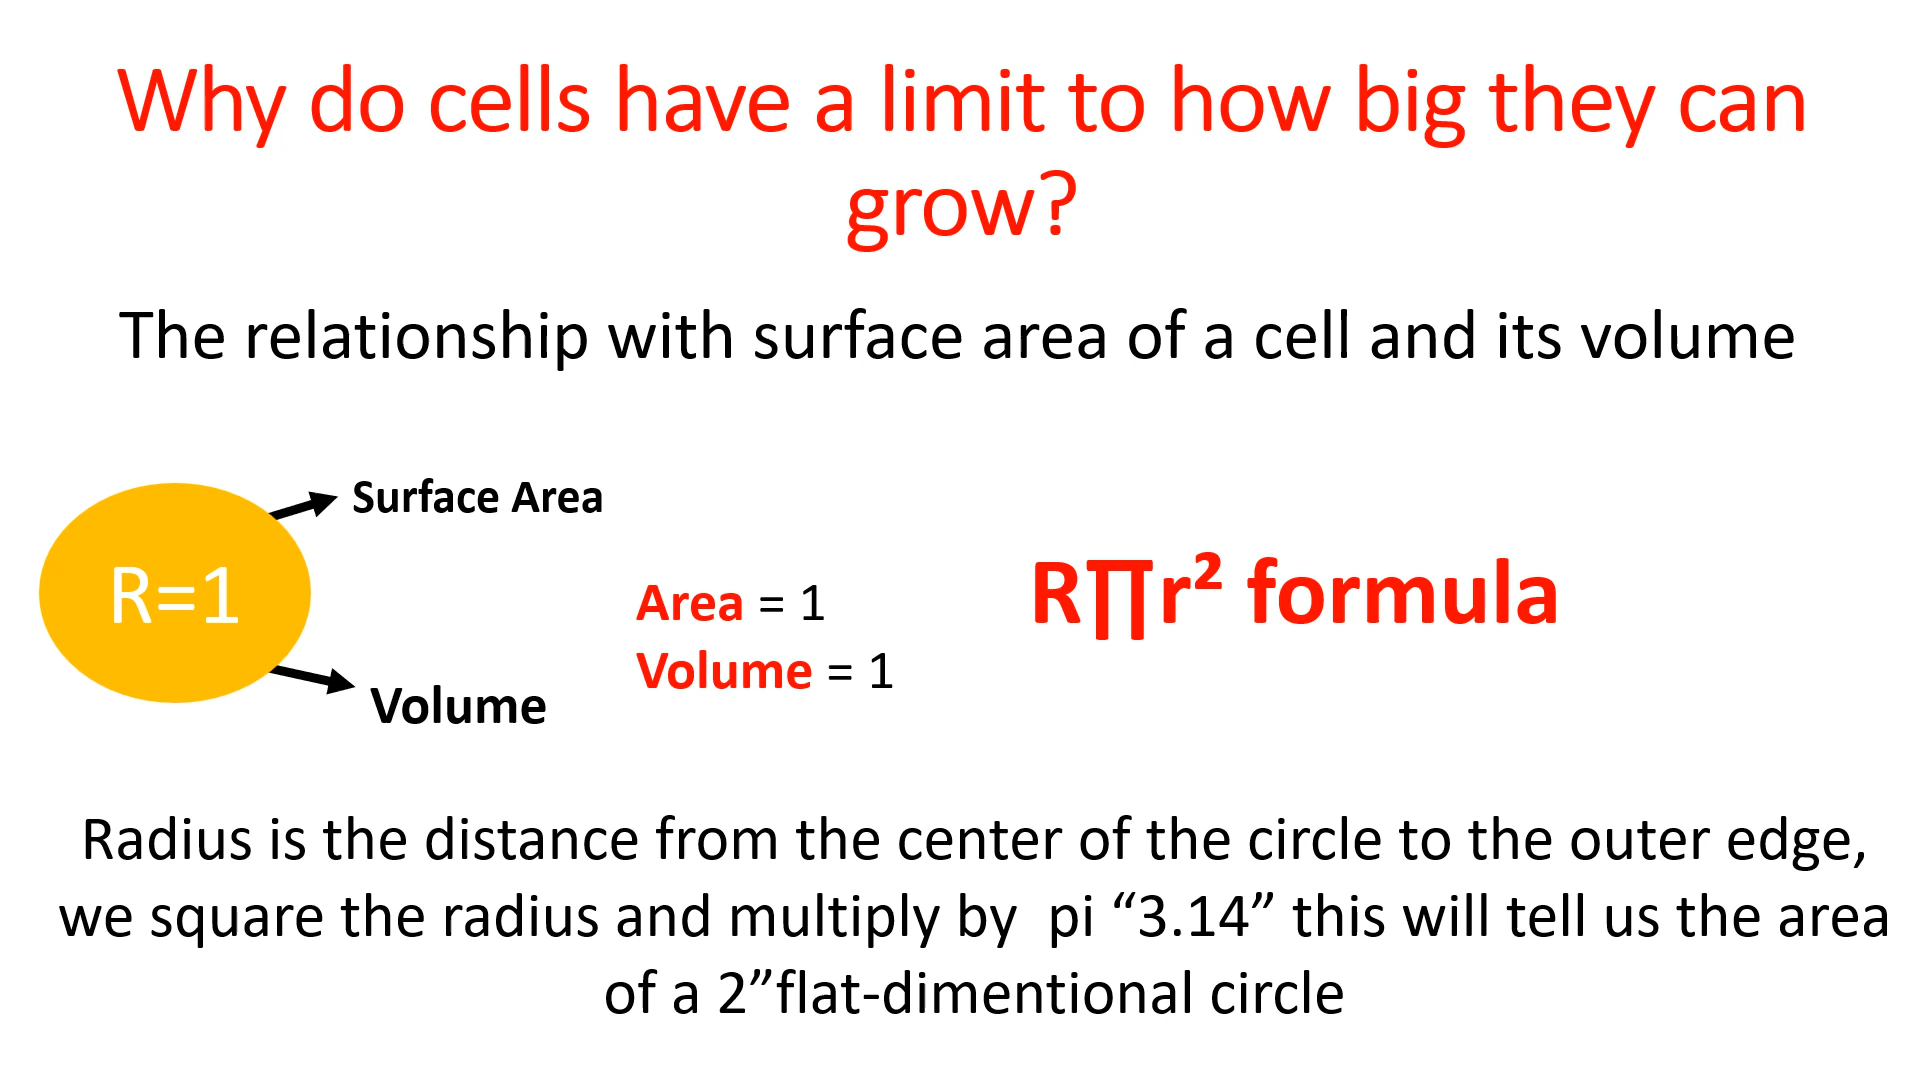 Why do cells have a limit to how big they can
grow?
The relationship with surface area of a cell and its volume
Surface Area
R=1
Area = 1
Volume = 1
R∏r² formula
Volume
Radius is the distance from the center of the circle to the outer edge,
we square the radius and multiply by  pi “3.14” this will tell us the area
of a 2”flat-dimentional circle